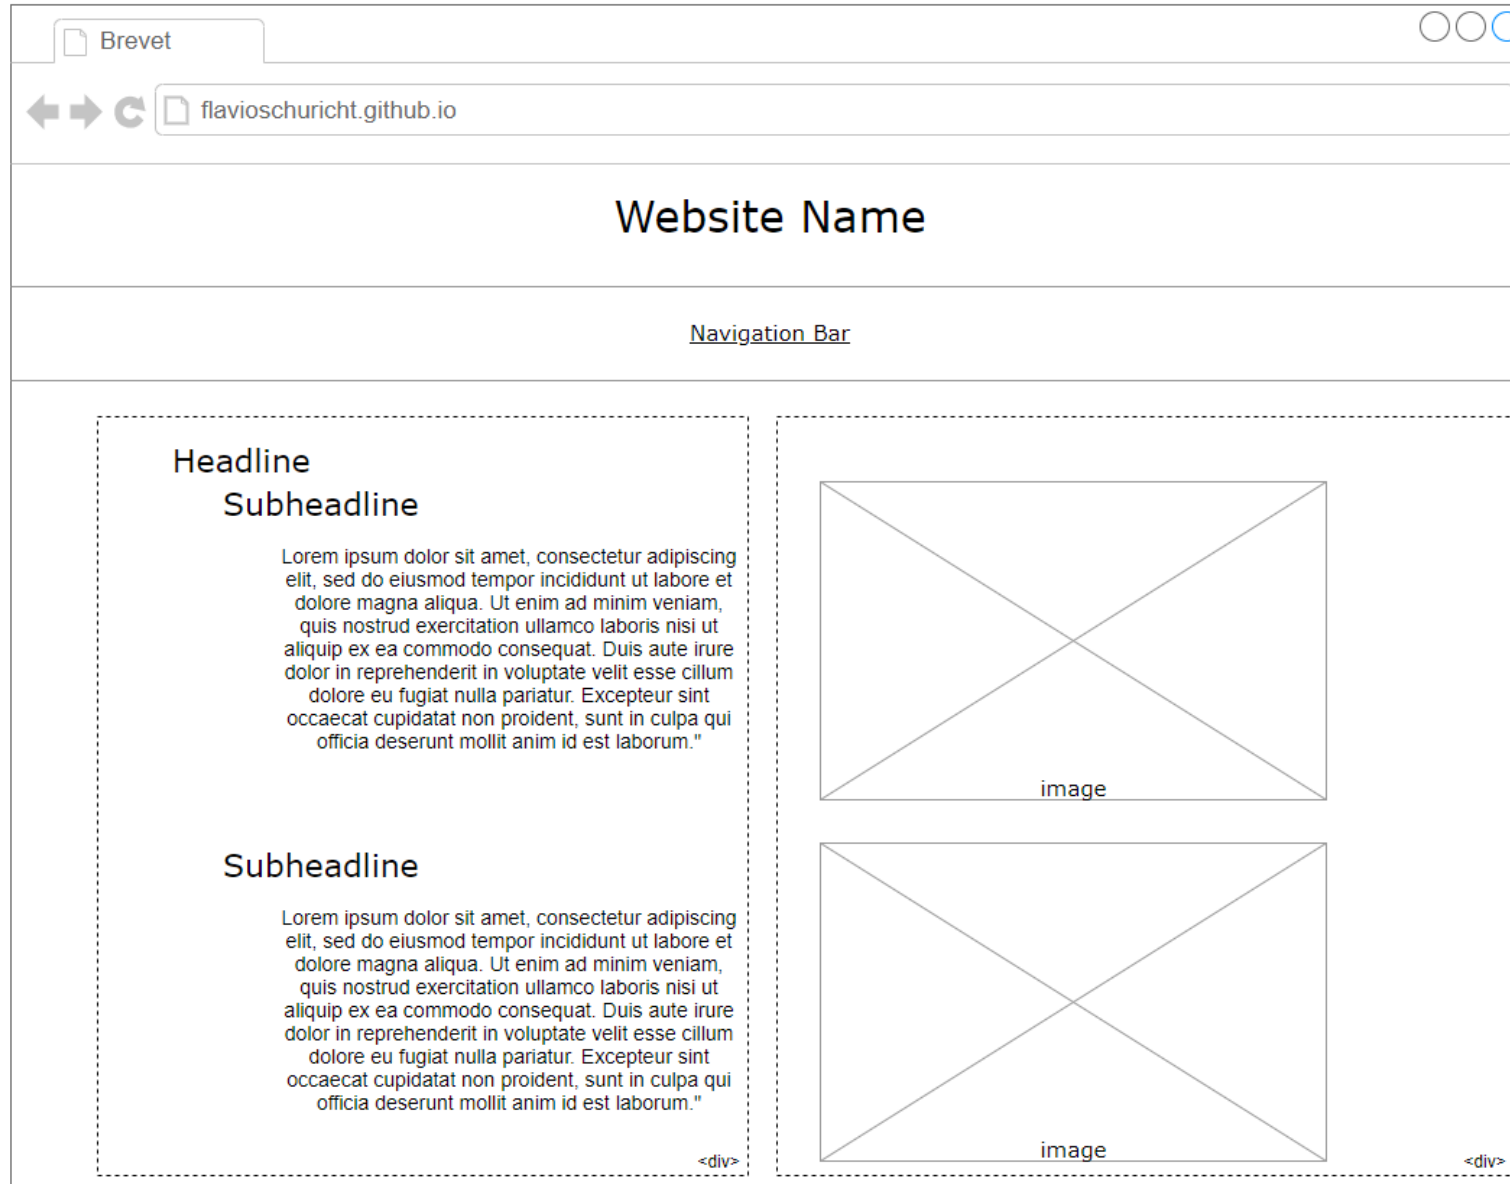 Brevet
flavioschuricht.github.io
Website Name
Navigation Bar
Headline
Subheadline
Lorem ipsum dolor sit amet, consectetur adipiscing
elit, sed do eiusmod tempor incididunt ut labore et
dolore magna aliqua. Ut enim ad minim veniam,
quis nostrud exercitation ullamco laboris nisi ut
aliquip ex ea commodo consequat. Duis aute irure
dolor in reprehenderit in voluptate velit esse cillum
dolore eu fugiat nulla pariatur. Excepteur sint
occaecat cupidatat non proident, sunt in culpa qui
officia deserunt mollit anim id est laborum."
Subheadline
Lorem ipsum dolor sit amet, consectetur adipiscing
elit, sed do eiusmod tempor incididunt ut labore et
dolore magna aliqua. Ut enim ad minim veniam,
quis nostrud exercitation ullamco laboris nisi ut
aliquip ex ea commodo consequat. Duis aute irure
dolor in reprehenderit in voluptate velit esse cillum
dolore eu fugiat nulla pariatur. Excepteur sint
occaecat cupidatat non proident, sunt in culpa qui
officia deserunt mollit anim id est laborum."
<div>
image
image
<div>